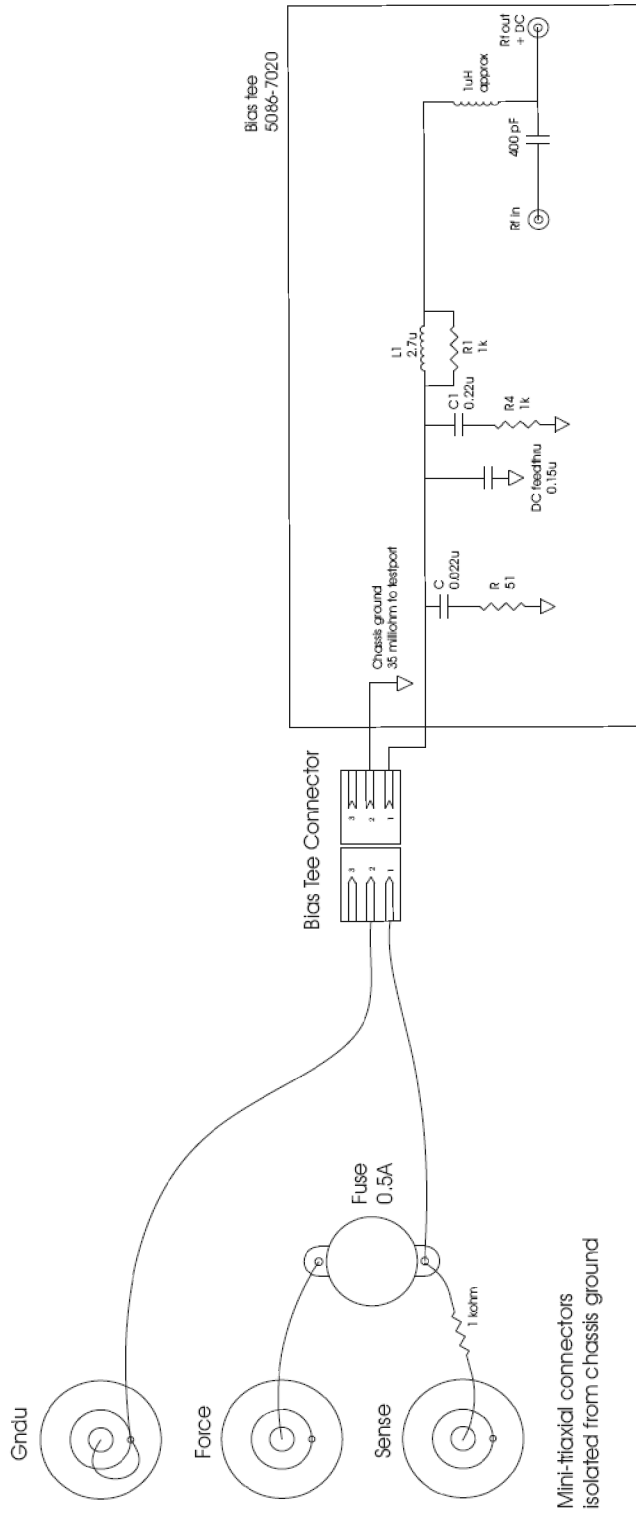 Gndu
Force
Sense
Mini-triaxial connectors
isolated from chassis ground
Fuse
0.5A
1 kohm
Bias Tee Connector
3
2
1
3
2
1
Bias tee
5086-7020
Chassis ground
35 milliohm to testport
C
0.022u
R
51
DC feedthru
0.15u
C1
0.22u
R4
1k
L1
2.7u
R1
1k
1uH
approx
400 pF
Rf in
Rf out
+ DC